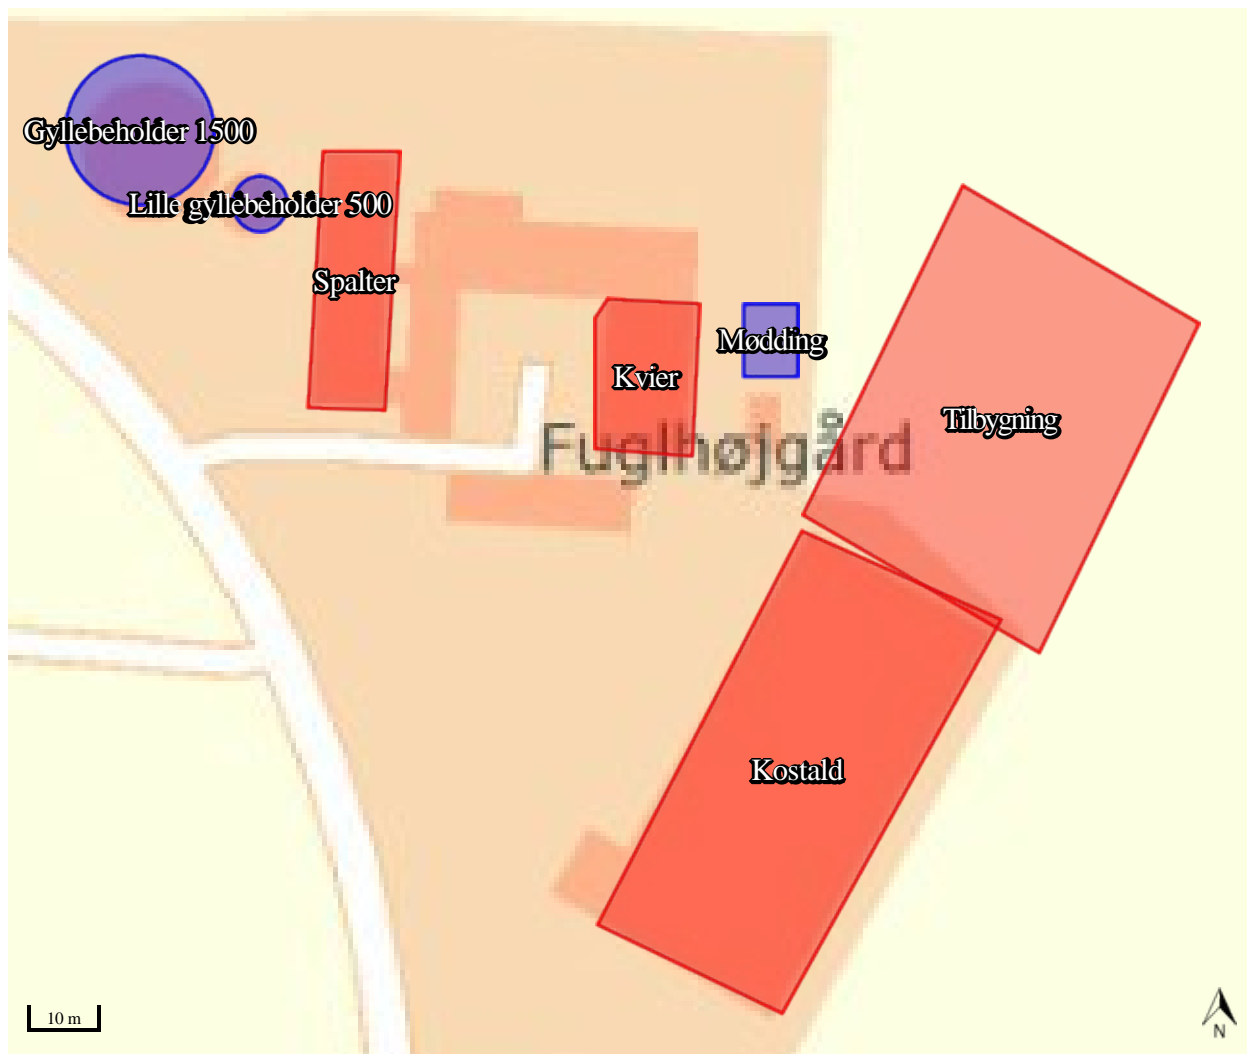 Gyllebeholder 1500
Lille gyllebeholder 500
Spalter
Mødding
Kvier
Tilbygning
Fuglhøjgård
Kostald
10 m
N